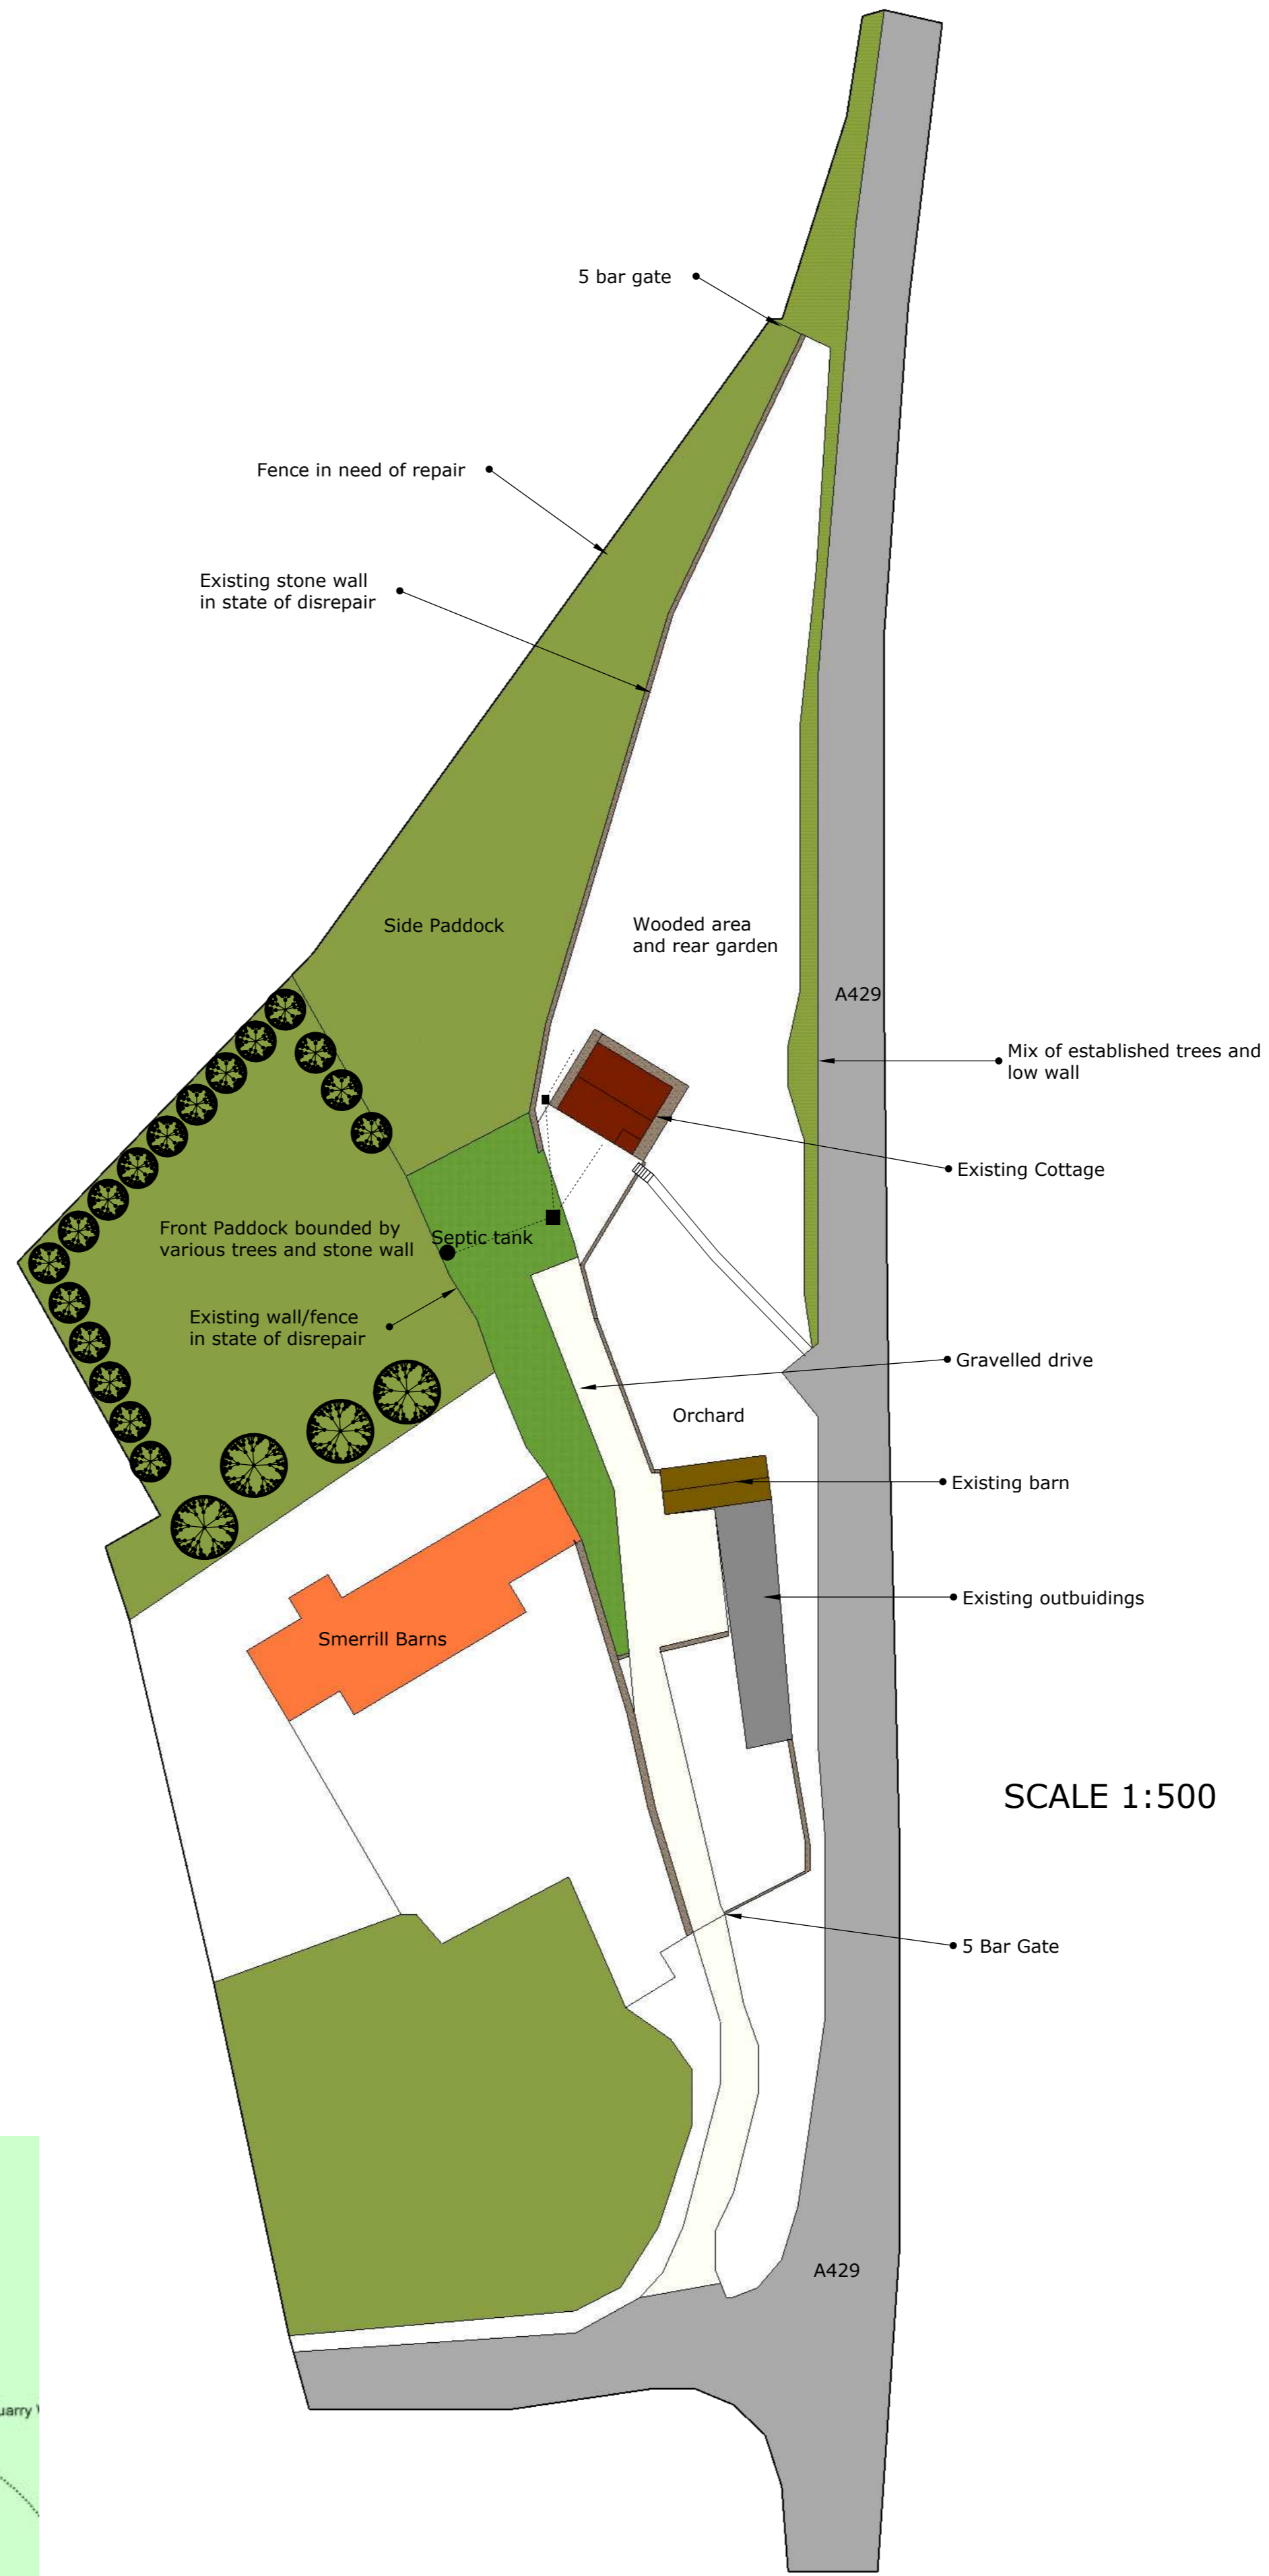 5 bar gate
Fence in need of repair
Existing stone wall
in state of disrepair
Side Paddock
Wooded area
and rear garden
A429
Mix of established trees and
low wall
Existing Cottage
Front Paddock bounded by
various trees and stone wall
Septic tank
Existing wall/fence
in state of disrepair
Gravelled drive
Orchard
Existing barn
Existing outbuidings
Smerrill Barns
SCALE 1:500
5 Bar Gate
A429